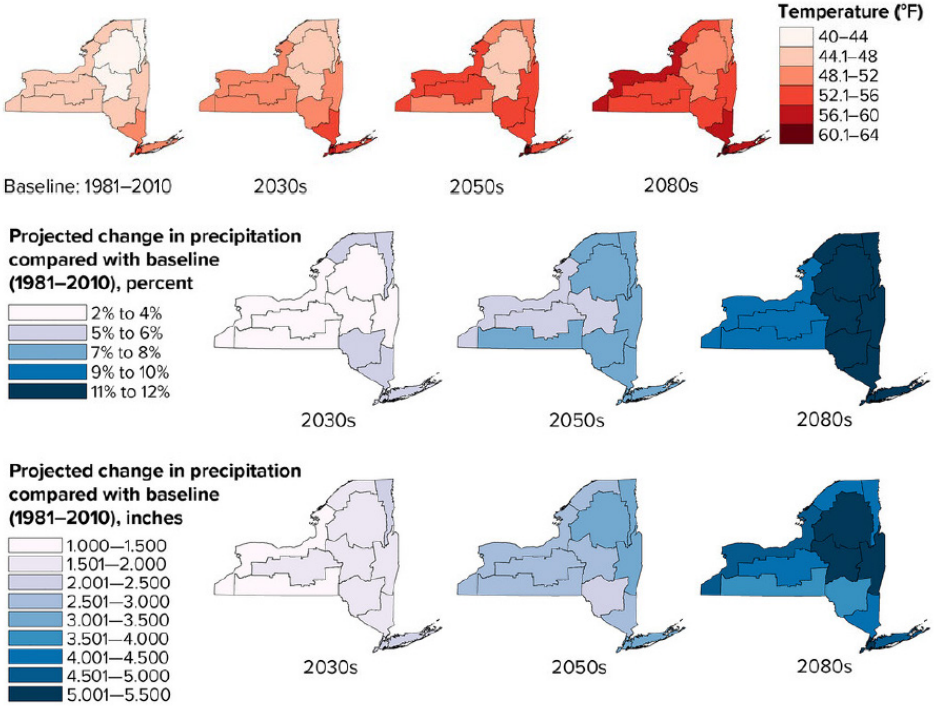 Temperature (°F)
40–44
44.1–48
48.1–52
52.1–56
56.1–60
60.1–64
Baseline: 1981–2010
2030s
2050s
2080s
Projected change in precipitation
compared with baseline
(1981–2010), percent
2% to 4%
5% to 6%
7% to 8%
9% to 10%
11% to 12%
2030s
2050s
2080s
Projected change in precipitation
compared with baseline
(1981–2010), inches
1.000—1.500
1.501—2.000
2.001—2.500
2.501—3.000
3.001—3.500
3.501—4.000
4.001—4.500
4.501—5.000
5.001—5.500
2030s
2050s
2080s